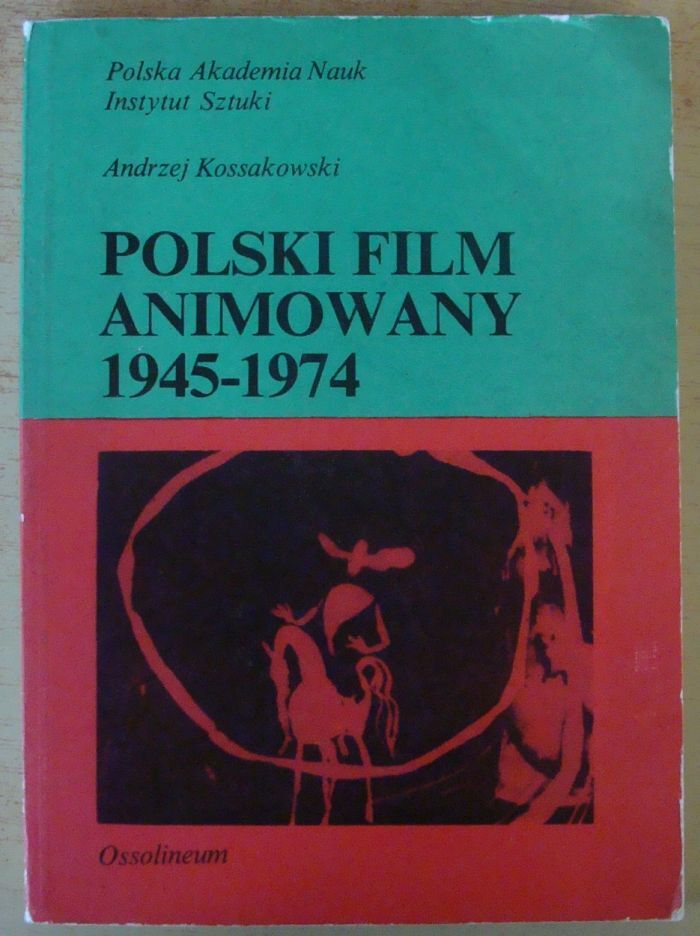 Polska Akademia Nauk
Instytut Sztuki
Andrzej Kossakowski
POLSKI FILM
ANIMOWANY
1945-1974
Ossolineum